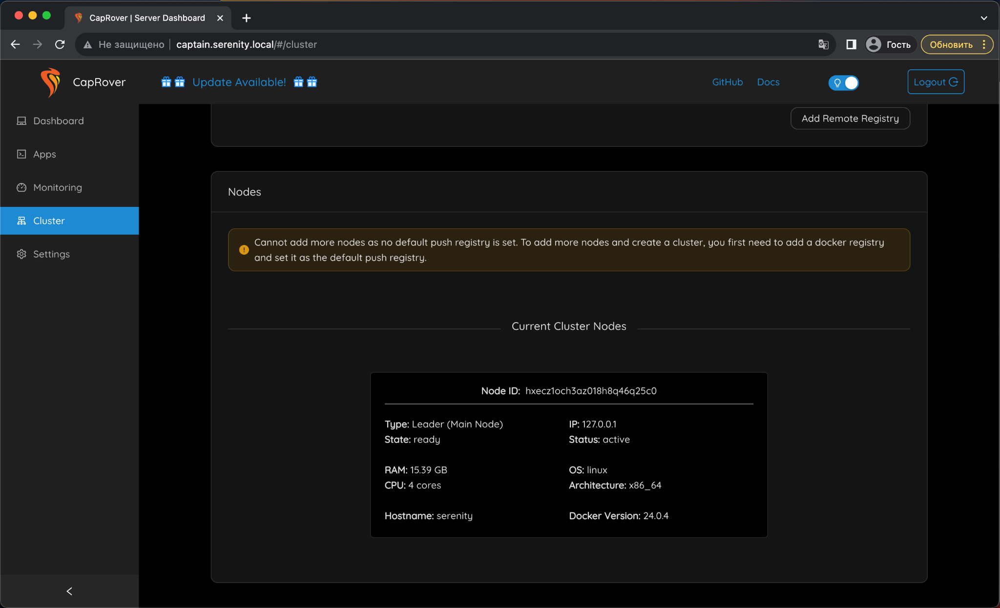 CapRover | Server Dashboard
Не защищено
captain.serenity.local/#/cluster
Гость
Обновить
CapRover
Update Available!
GitHub
Docs
Logout
Dashboard
Apps
Monitoring
Cluster
Settings
Add Remote Registry
Nodes
Cannot add more nodes as no default push registry is set. To add more nodes and create a cluster, you first need to add a docker registry
and set it as the default push registry.
Current Cluster Nodes
Node ID: hxecz1och3az018h8q46q25c0
Type: Leader (Main Node)
IP: 127.0.0.1
State: ready
Status: active
RAM: 15.39 GB
OS: linux
CPU: 4 cores
Architecture: x86_64
Hostname: serenity
Docker Version: 24.0.4